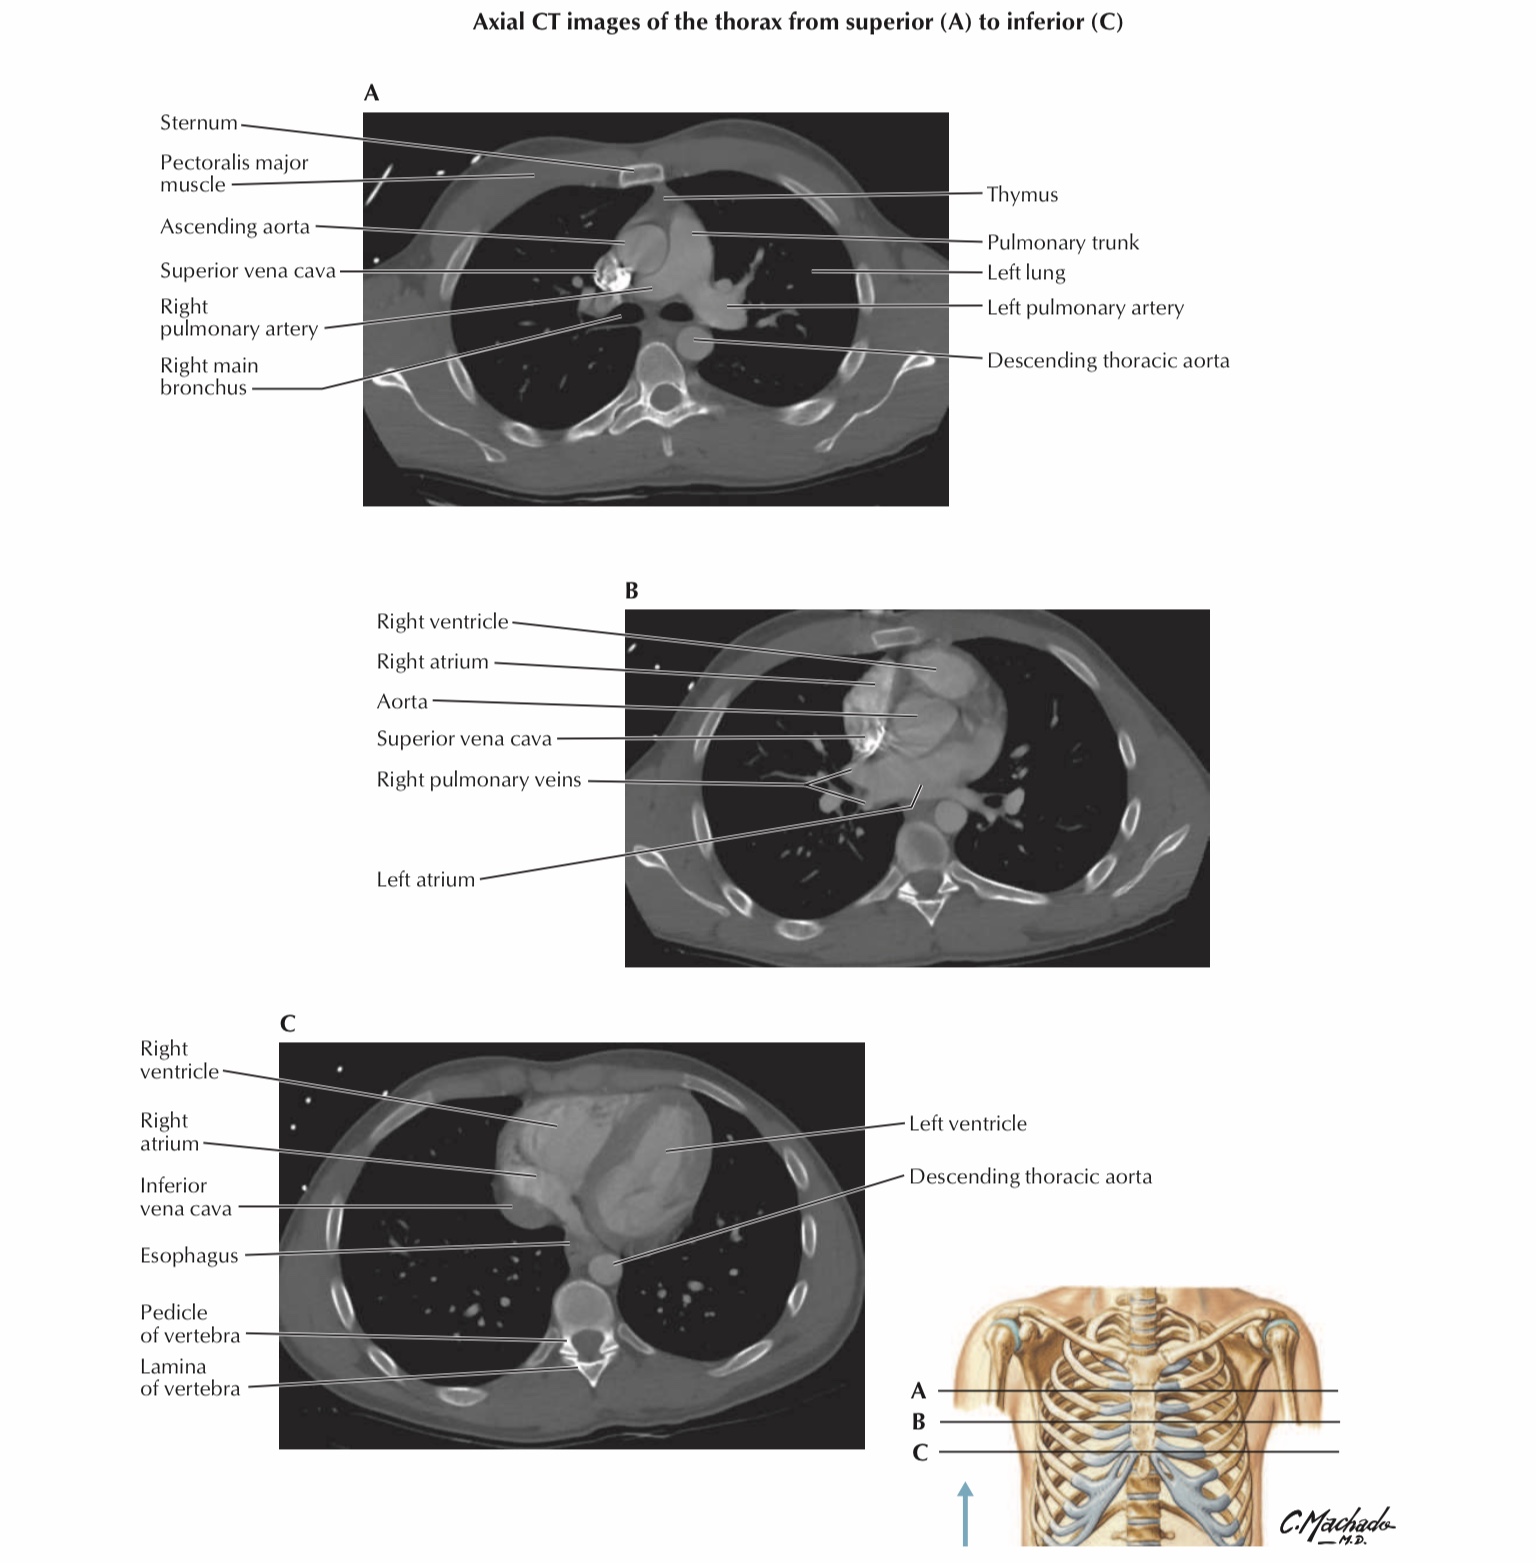 Axial CT images of the thorax from superior (A) to inferior (C)
A
Sternum
Pectoralis major
muscle
Ascending aorta
Superior vena cava
Right
pulmonary artery
Right main
bronchus
Thymus
Pulmonary trunk
Left lung
Left pulmonary artery
Descending thoracic aorta
B
Right ventricle
Right atrium
Aorta
Superior vena cava
Right pulmonary veins
Left atrium
C
Right
ventricle
Right
atrium
Inferior
vena cava
Esophagus
Pedicle
of vertebra
Lamina
of vertebra
Left ventricle
Descending thoracic aorta
A
B
C
C.Machado
M.D.